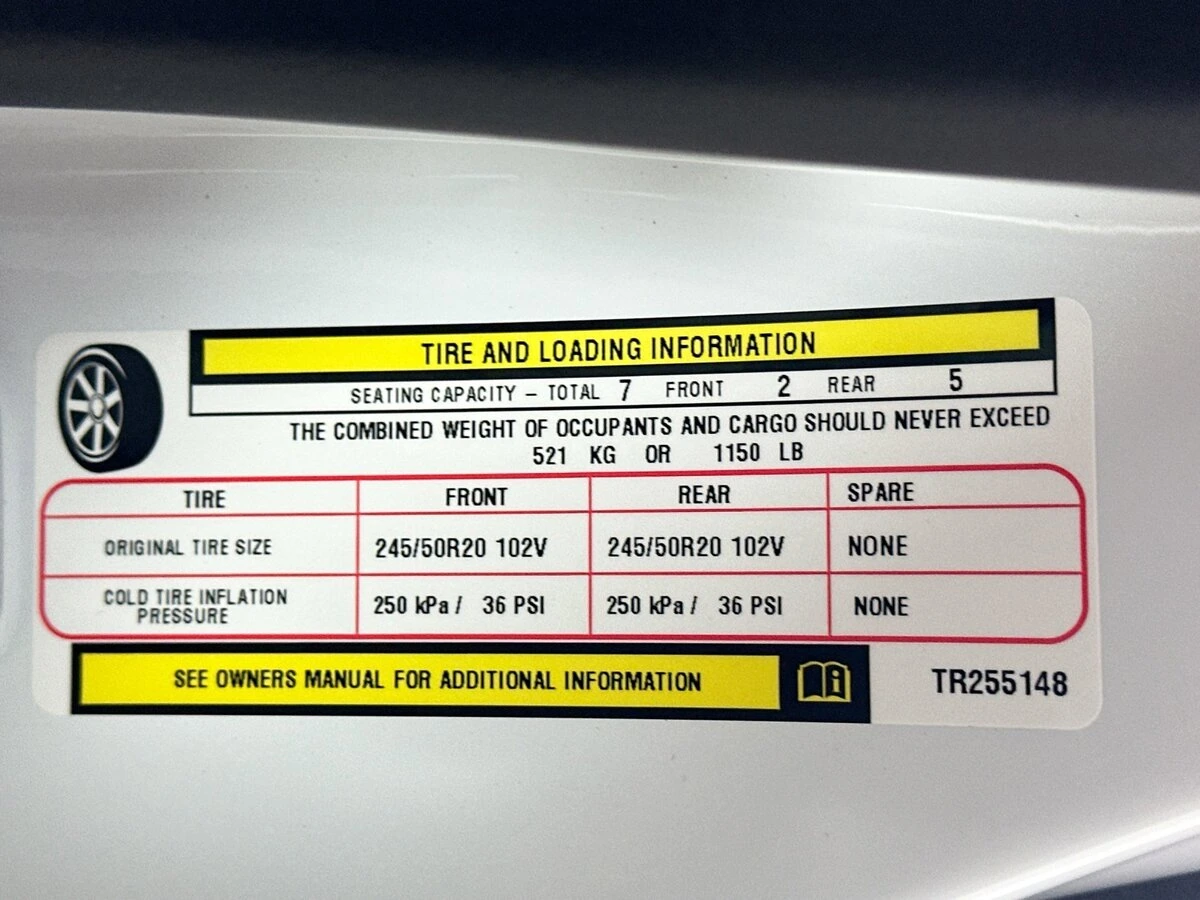 TIRE AND LOADING INFORMATION
SEATING CAPACITY – TOTAL 7 FRONT 2 REAR 5
THE COMBINED WEIGHT OF OCCUPANTS AND CARGO SHOULD NEVER EXCEED
521 KG OR 1150 LB
TIRE FRONT REAR SPARE
ORIGINAL TIRE SIZE 245/50R20 102V 245/50R20 102V NONE
COLD TIRE INFLATION
PRESSURE 250 kPa / 36 PSI 250 kPa / 36 PSI NONE
SEE OWNERS MANUAL FOR ADDITIONAL INFORMATION
TR255148